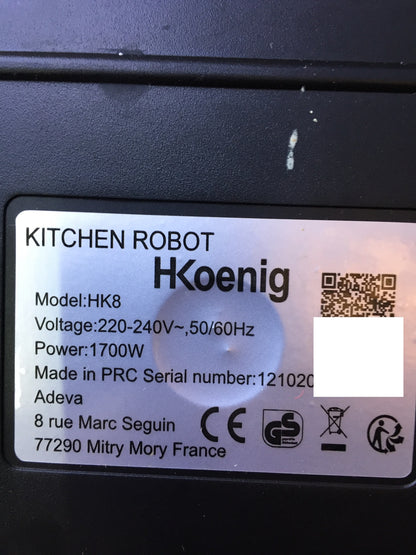 KITCHEN ROBOT
HKoenig
Model:HK8
Voltage:220-240V~,50/60Hz
Power:1700W
Made in PRC Serial number:121020
Adeva
8 rue Marc Seguin
77290 Mitry Mory France
CE
GS